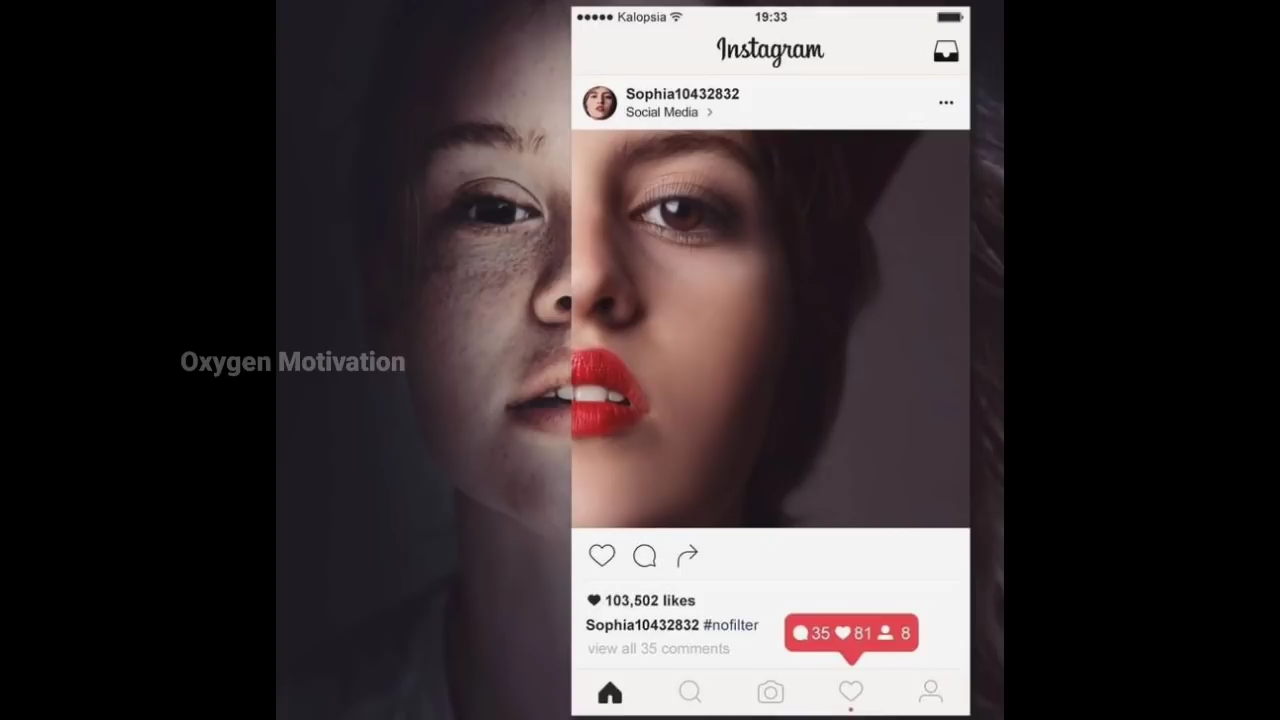 Kalopsia
19:33
Instagram
Sophia10432832
Social Media
Oxygen Motivation
103,502 likes
Sophia10432832 #nofilter
35 81 8
view all 35 comments